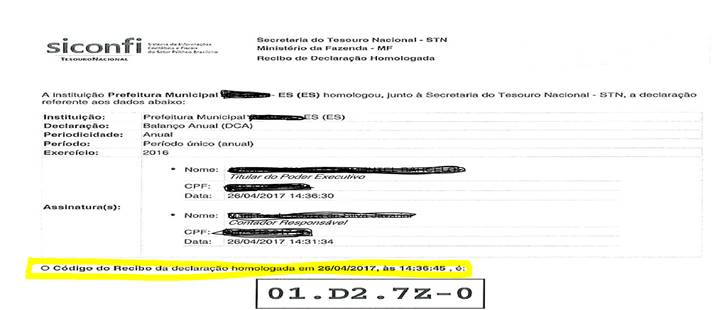 siconfi Sistema de Informações
Contábeis e Fiscais
do Setor Público Brasileiro
TESOURO NACIONAL
Secretaria do Tesouro Nacional - STN
Ministério da Fazenda - MF
Recibo de Declaração Homologada
A instituição Prefeitura Municipal - ES (ES) homologou, junto à Secretaria do Tesouro Nacional - STN, a declaração
referente aos dados abaixo:
Instituição: Prefeitura Municipal ES (ES)
Declaração: Balanço Anual (DCA)
Periodicidade: Anual
Período: Período único (anual)
Exercício: 2016
Assinatura(s):
• Nome:
Titular do Poder Executivo
CPF:
Data: 26/04/2017 14:36:30
• Nome:
Contador Responsável
CPF:
Data: 26/04/2017 14:31:34
O Código do Recibo da declaração homologada em 26/04/2017, às 14:36:45 , é:
01.D2.7Z-0